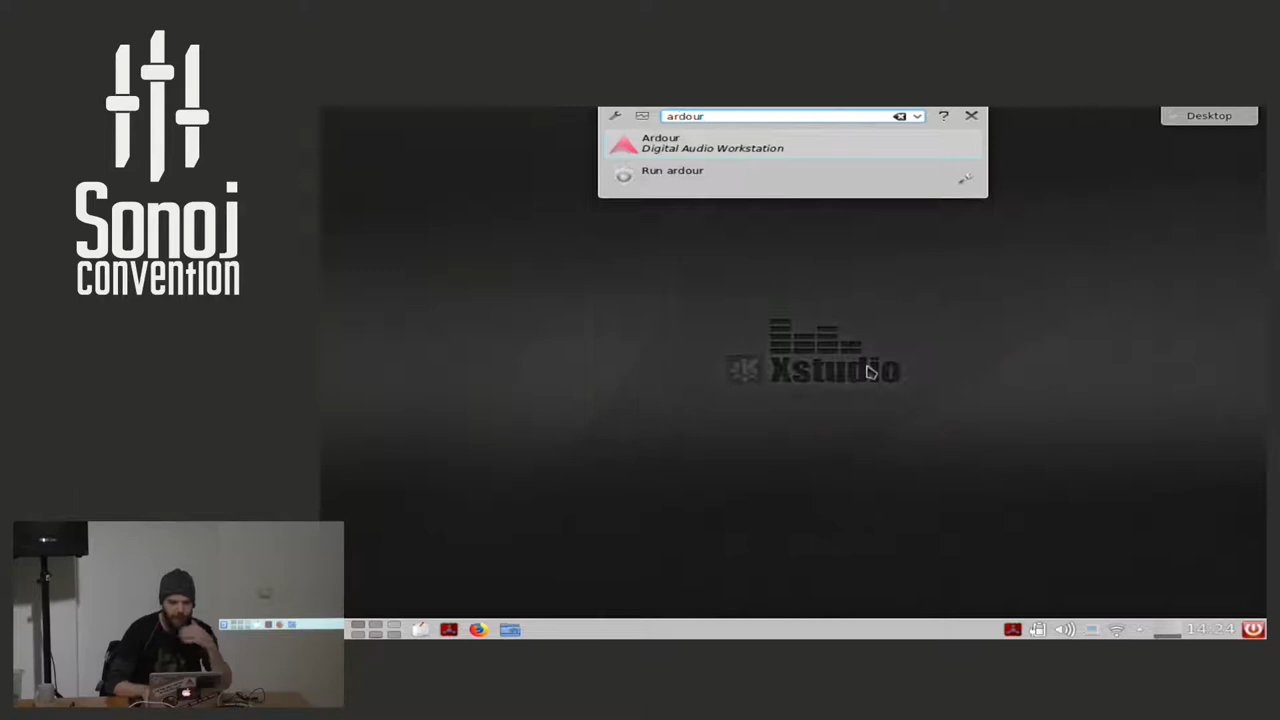 Sonoj
convention
ardour
?
Desktop
Ardour
Digital Audio Workstation
Run ardour
Xstudio
14:24